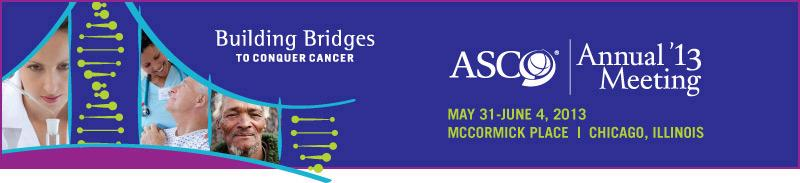 Building Bridges
TO CONQUER CANCER
ASCO®
Annual '13
Meeting
MAY 31-JUNE 4, 2013
MCCORMICK PLACE | CHICAGO, ILLINOIS